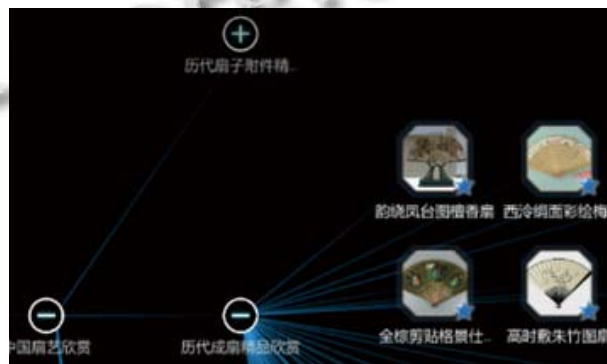 历代扇子附件精..
韵绕凤台图檀香扇
西泠绢面彩绘梅
全棕剪贴格景仕..
高时敷朱竹图扇
中国扇艺欣赏
历代成扇精品欣赏